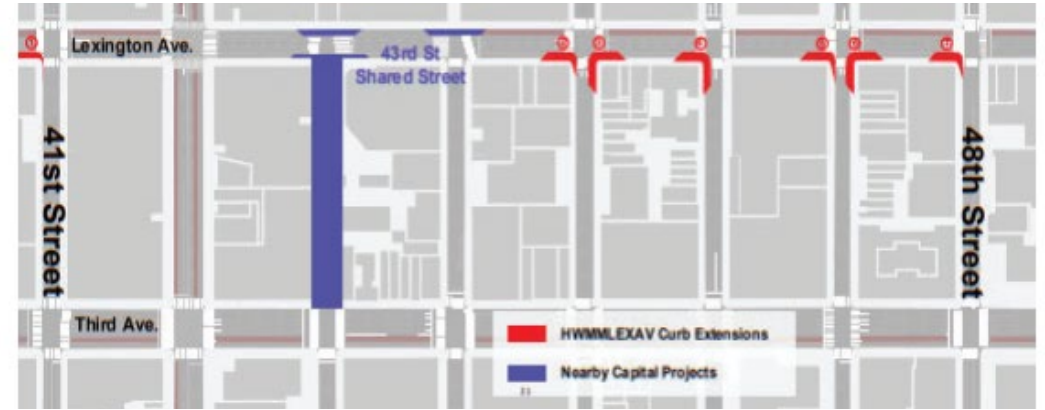 Lexington Ave.
43rd St
Shared Street
41st Street
48th Street
Third Ave.
HWMMLEXAV Curb Extensions
Nearby Capital Projects